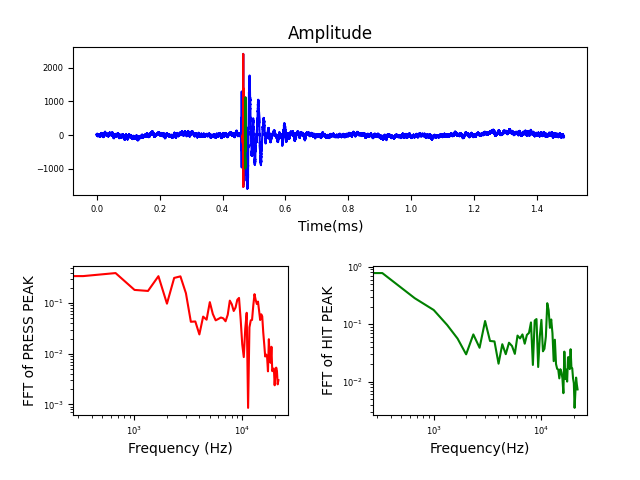 Amplitude
2000
1000
0
−1000
0.0 0.2 0.4 0.6 0.8 1.0 1.2 1.4
Time(ms)
FFT of PRESS PEAK
10⁻¹
10⁻²
10⁻³
10³ 10⁴
Frequency (Hz)
FFT of HIT PEAK
10⁰
10⁻¹
10⁻²
10³ 10⁴
Frequency(Hz)